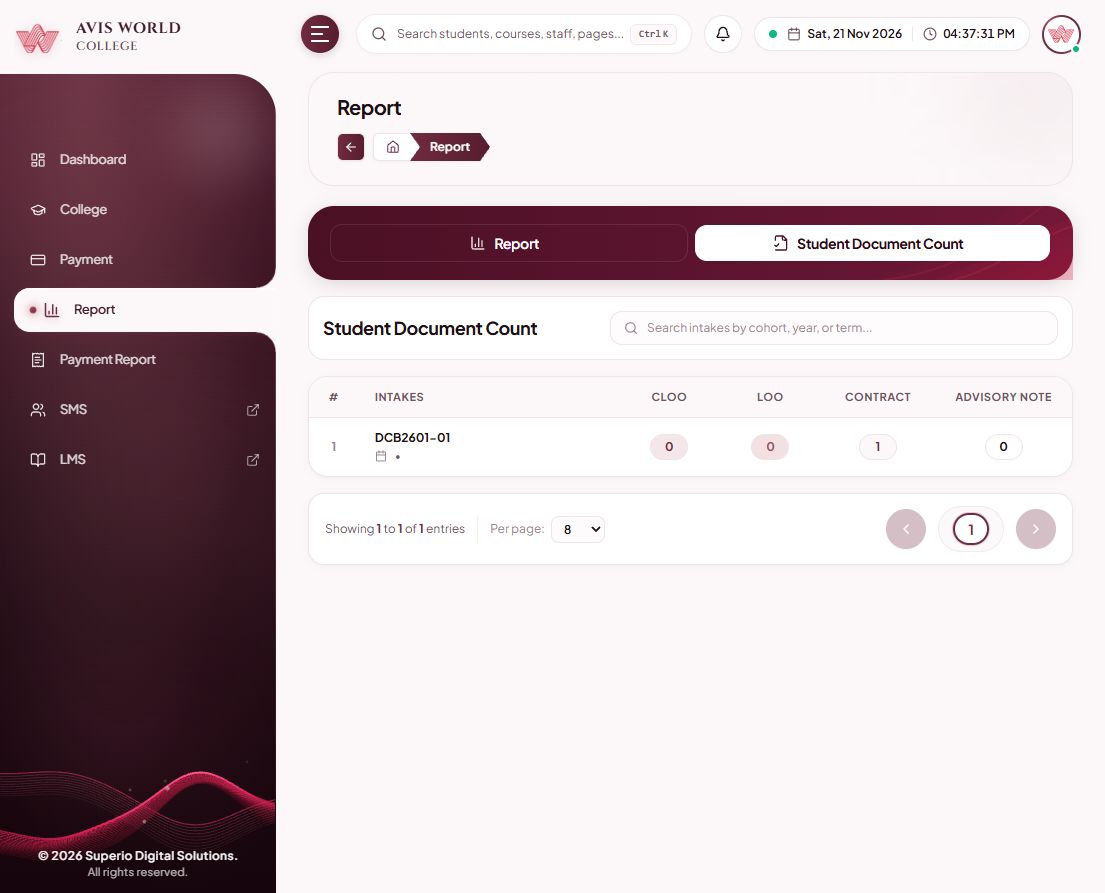 AVIS WORLD
COLLEGE
Search students, courses, staff, pages... Ctrl K
Sat, 21 Nov 2026 04:37:31 PM
Dashboard
College
Payment
Report
Payment Report
SMS
LMS
© 2026 Superio Digital Solutions.
All rights reserved.
Report
Report
Report Student Document Count
Student Document Count Search intakes by cohort, year, or term...
# INTAKES CLOO LOO CONTRACT ADVISORY NOTE
1 DCB2601-01 0 0 1 0
•
Showing 1 to 1 of 1 entries Per page: 8 1